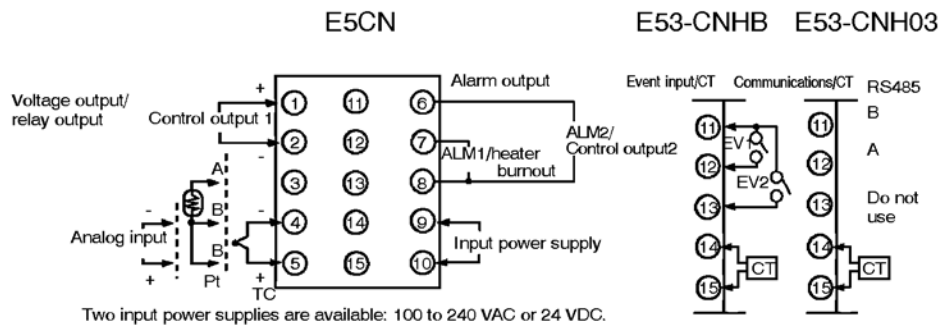 E5CN
E53-CNHB
E53-CNH03
Voltage output/
relay output
Control output 1
+
-
1
2
3
4
5
11
12
13
14
15
6
7
8
9
10
Alarm output
ALM1/heater
burnout
ALM2/
Control output2
Input power supply
A
B
B
Pt
-
Analog input
+
-
+
TC
Event input/CT
11
12
13
14
15
EV1
EV2
CT
Communications/CT
11
12
13
14
15
RS485
B
A
Do not
use
CT
Two input power supplies are available: 100 to 240 VAC or 24 VDC.